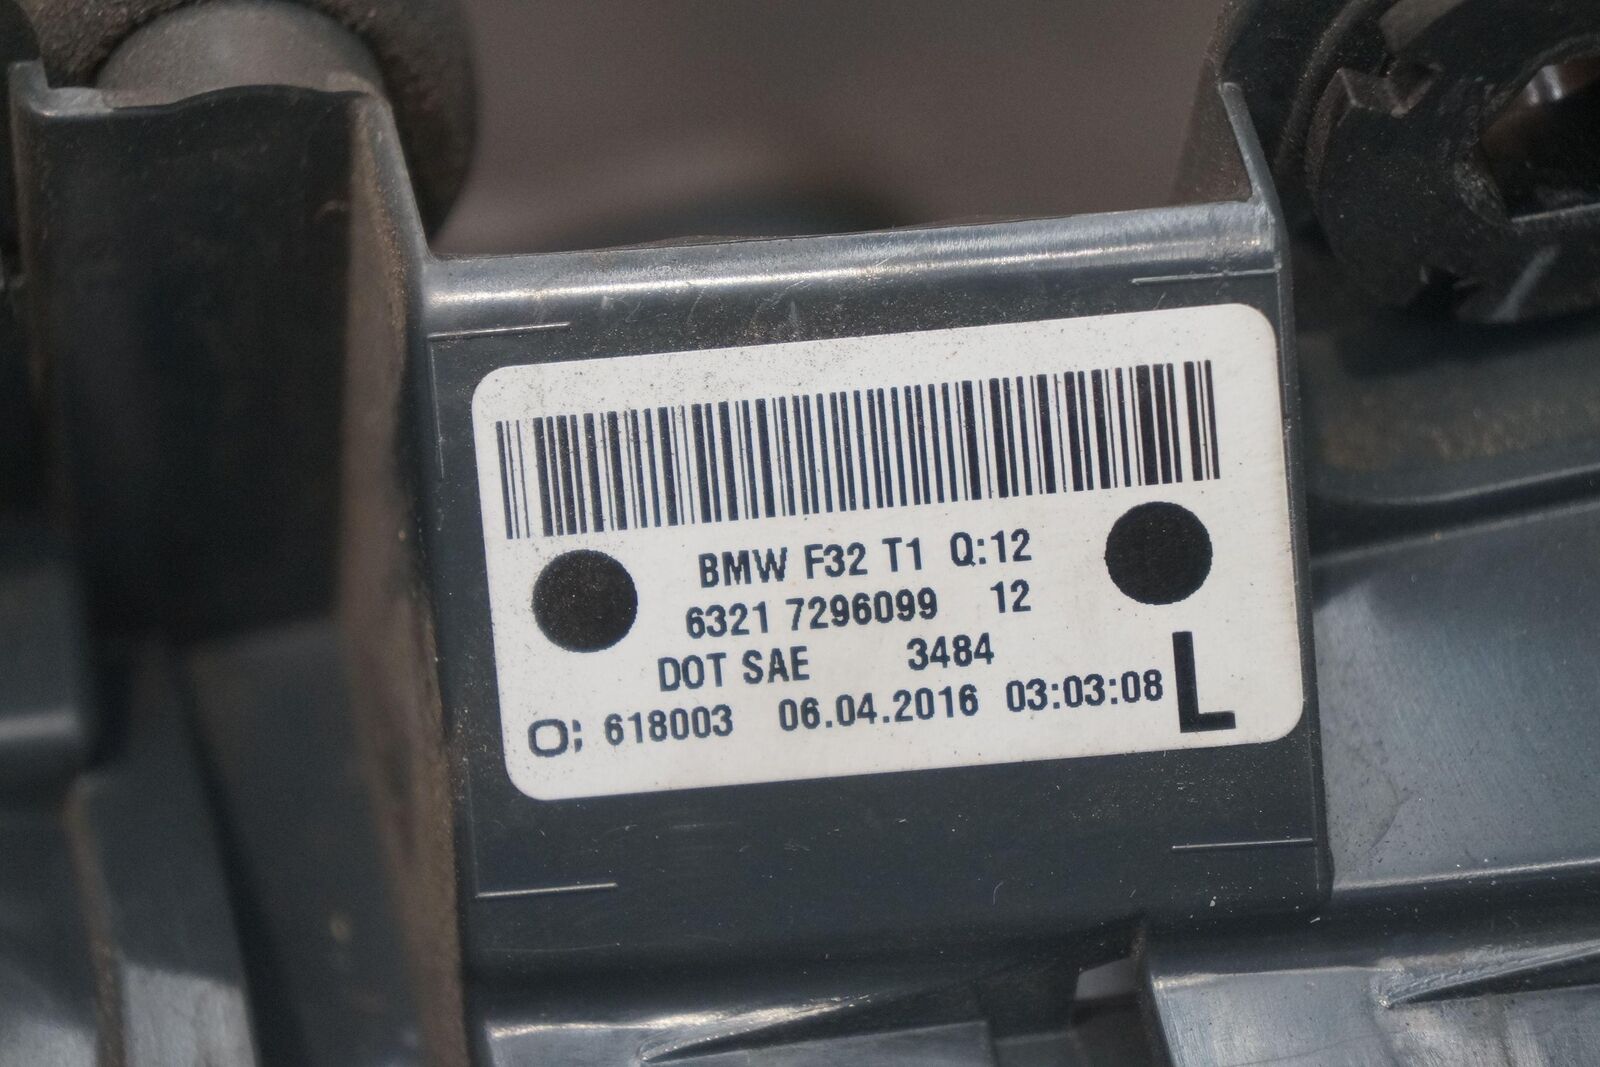 BMW F32 T1 Q:12
6321 7296099 12
DOT SAE 3484
O; 618003 06.04.2016 03:03:08 L